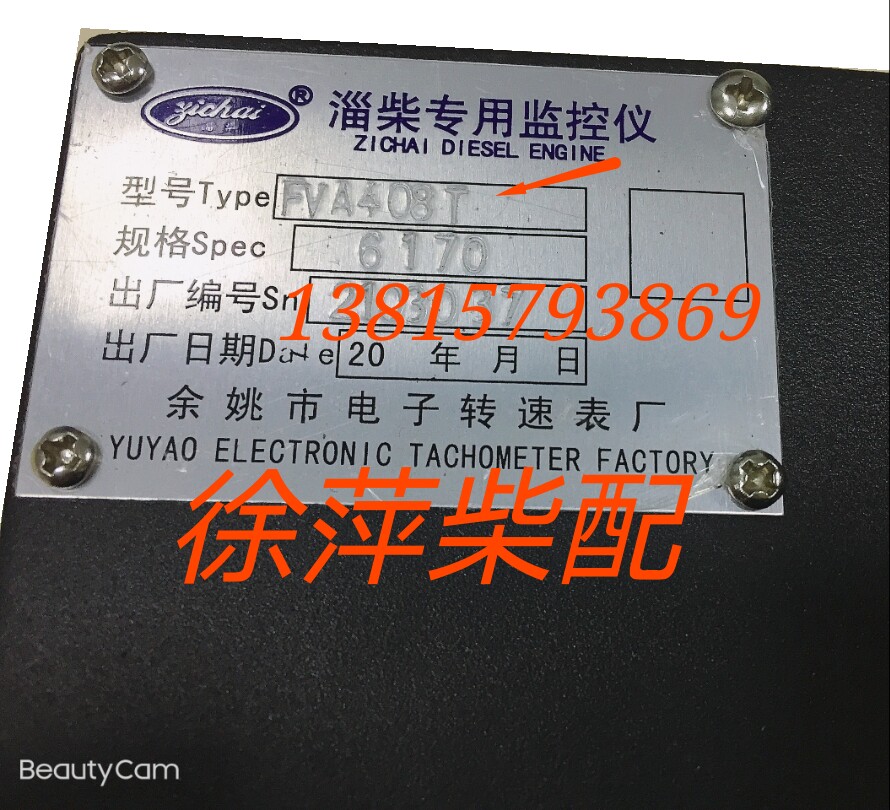 zichai® 淄柴专用监控仪
ZICHAI DIESEL ENGINE
型号Type FVA408T
规格Spec 6170
出厂编号Sn
13815793869
出厂日期Date 20 年 月 日
余姚市电子转速表厂
YUYAO ELECTRONIC TACHOMETER FACTORY
徐萍柴配
BeautyCam